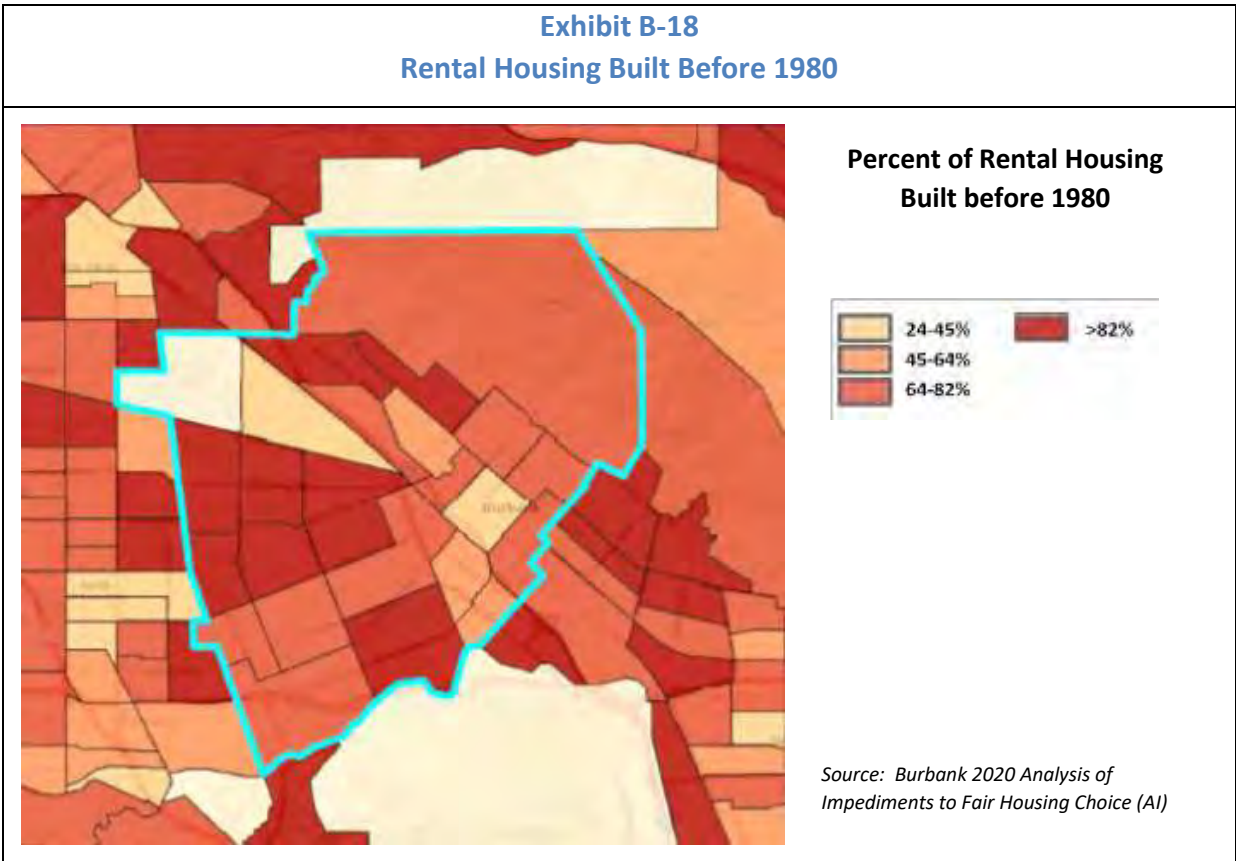 Exhibit B-18
Rental Housing Built Before 1980
Percent of Rental Housing
Built before 1980
24-45%
>82%
45-64%
64-82%
Burbank
Source: Burbank 2020 Analysis of
Impediments to Fair Housing Choice (AI)